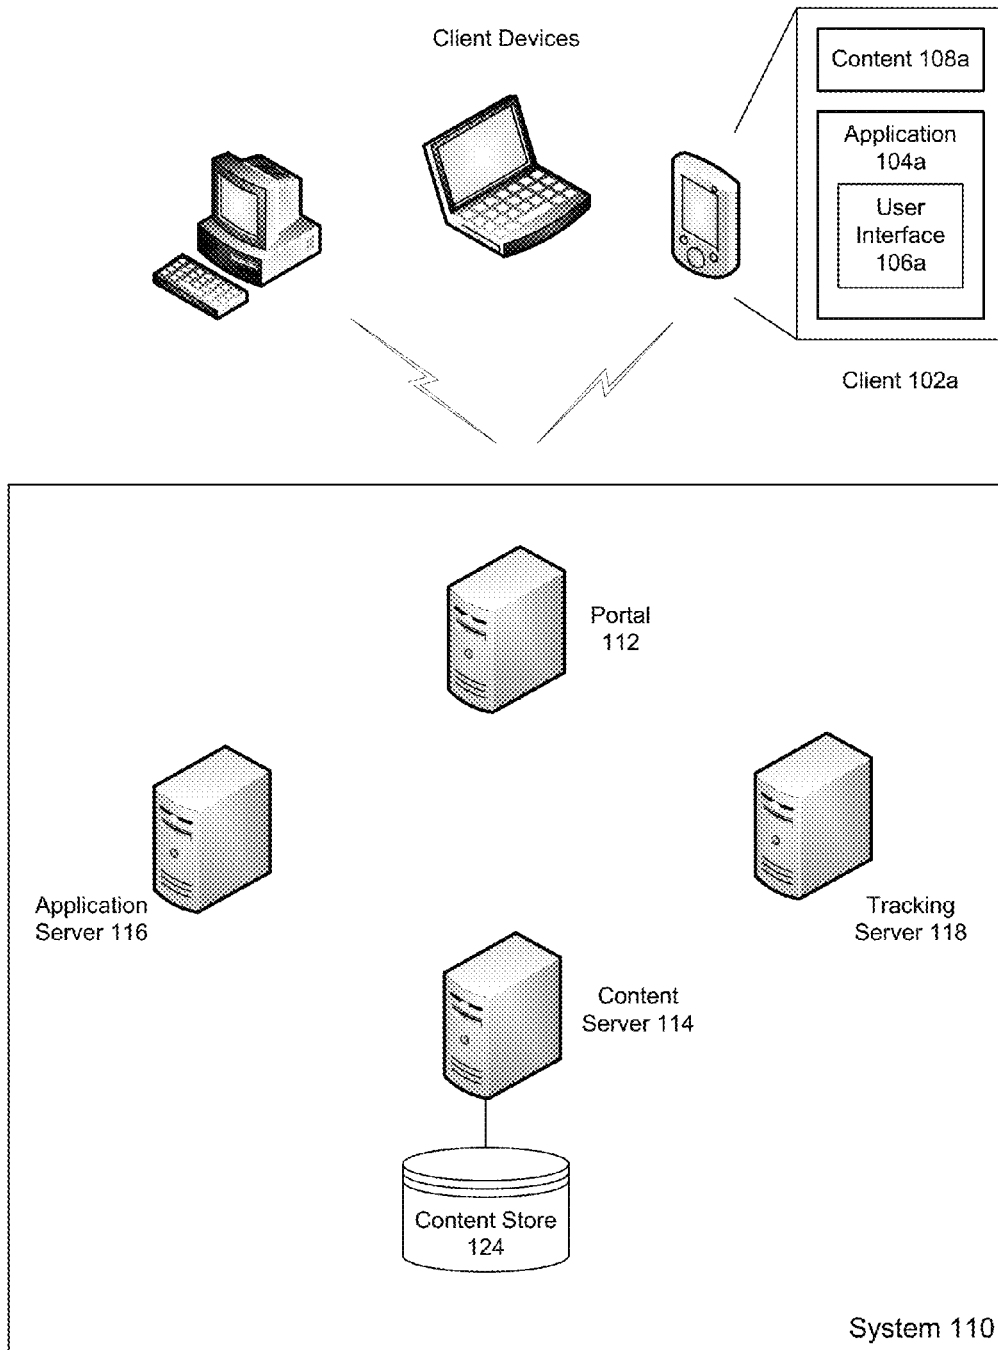 Client Devices
Content 108a
Application
104a
User
Interface
106a
Client 102a
Portal
112
Application
Server 116
Tracking
Server 118
Content
Server 114
Content Store
124
System 110